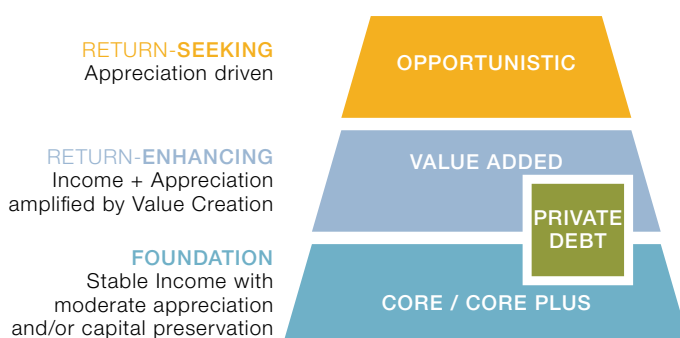 RETURN-SEEKING
Appreciation driven
OPPORTUNISTIC
RETURN-ENHANCING
Income + Appreciation
amplified by Value Creation
VALUE ADDED
PRIVATE
DEBT
FOUNDATION
Stable Income with
moderate appreciation
and/or capital preservation
CORE / CORE PLUS